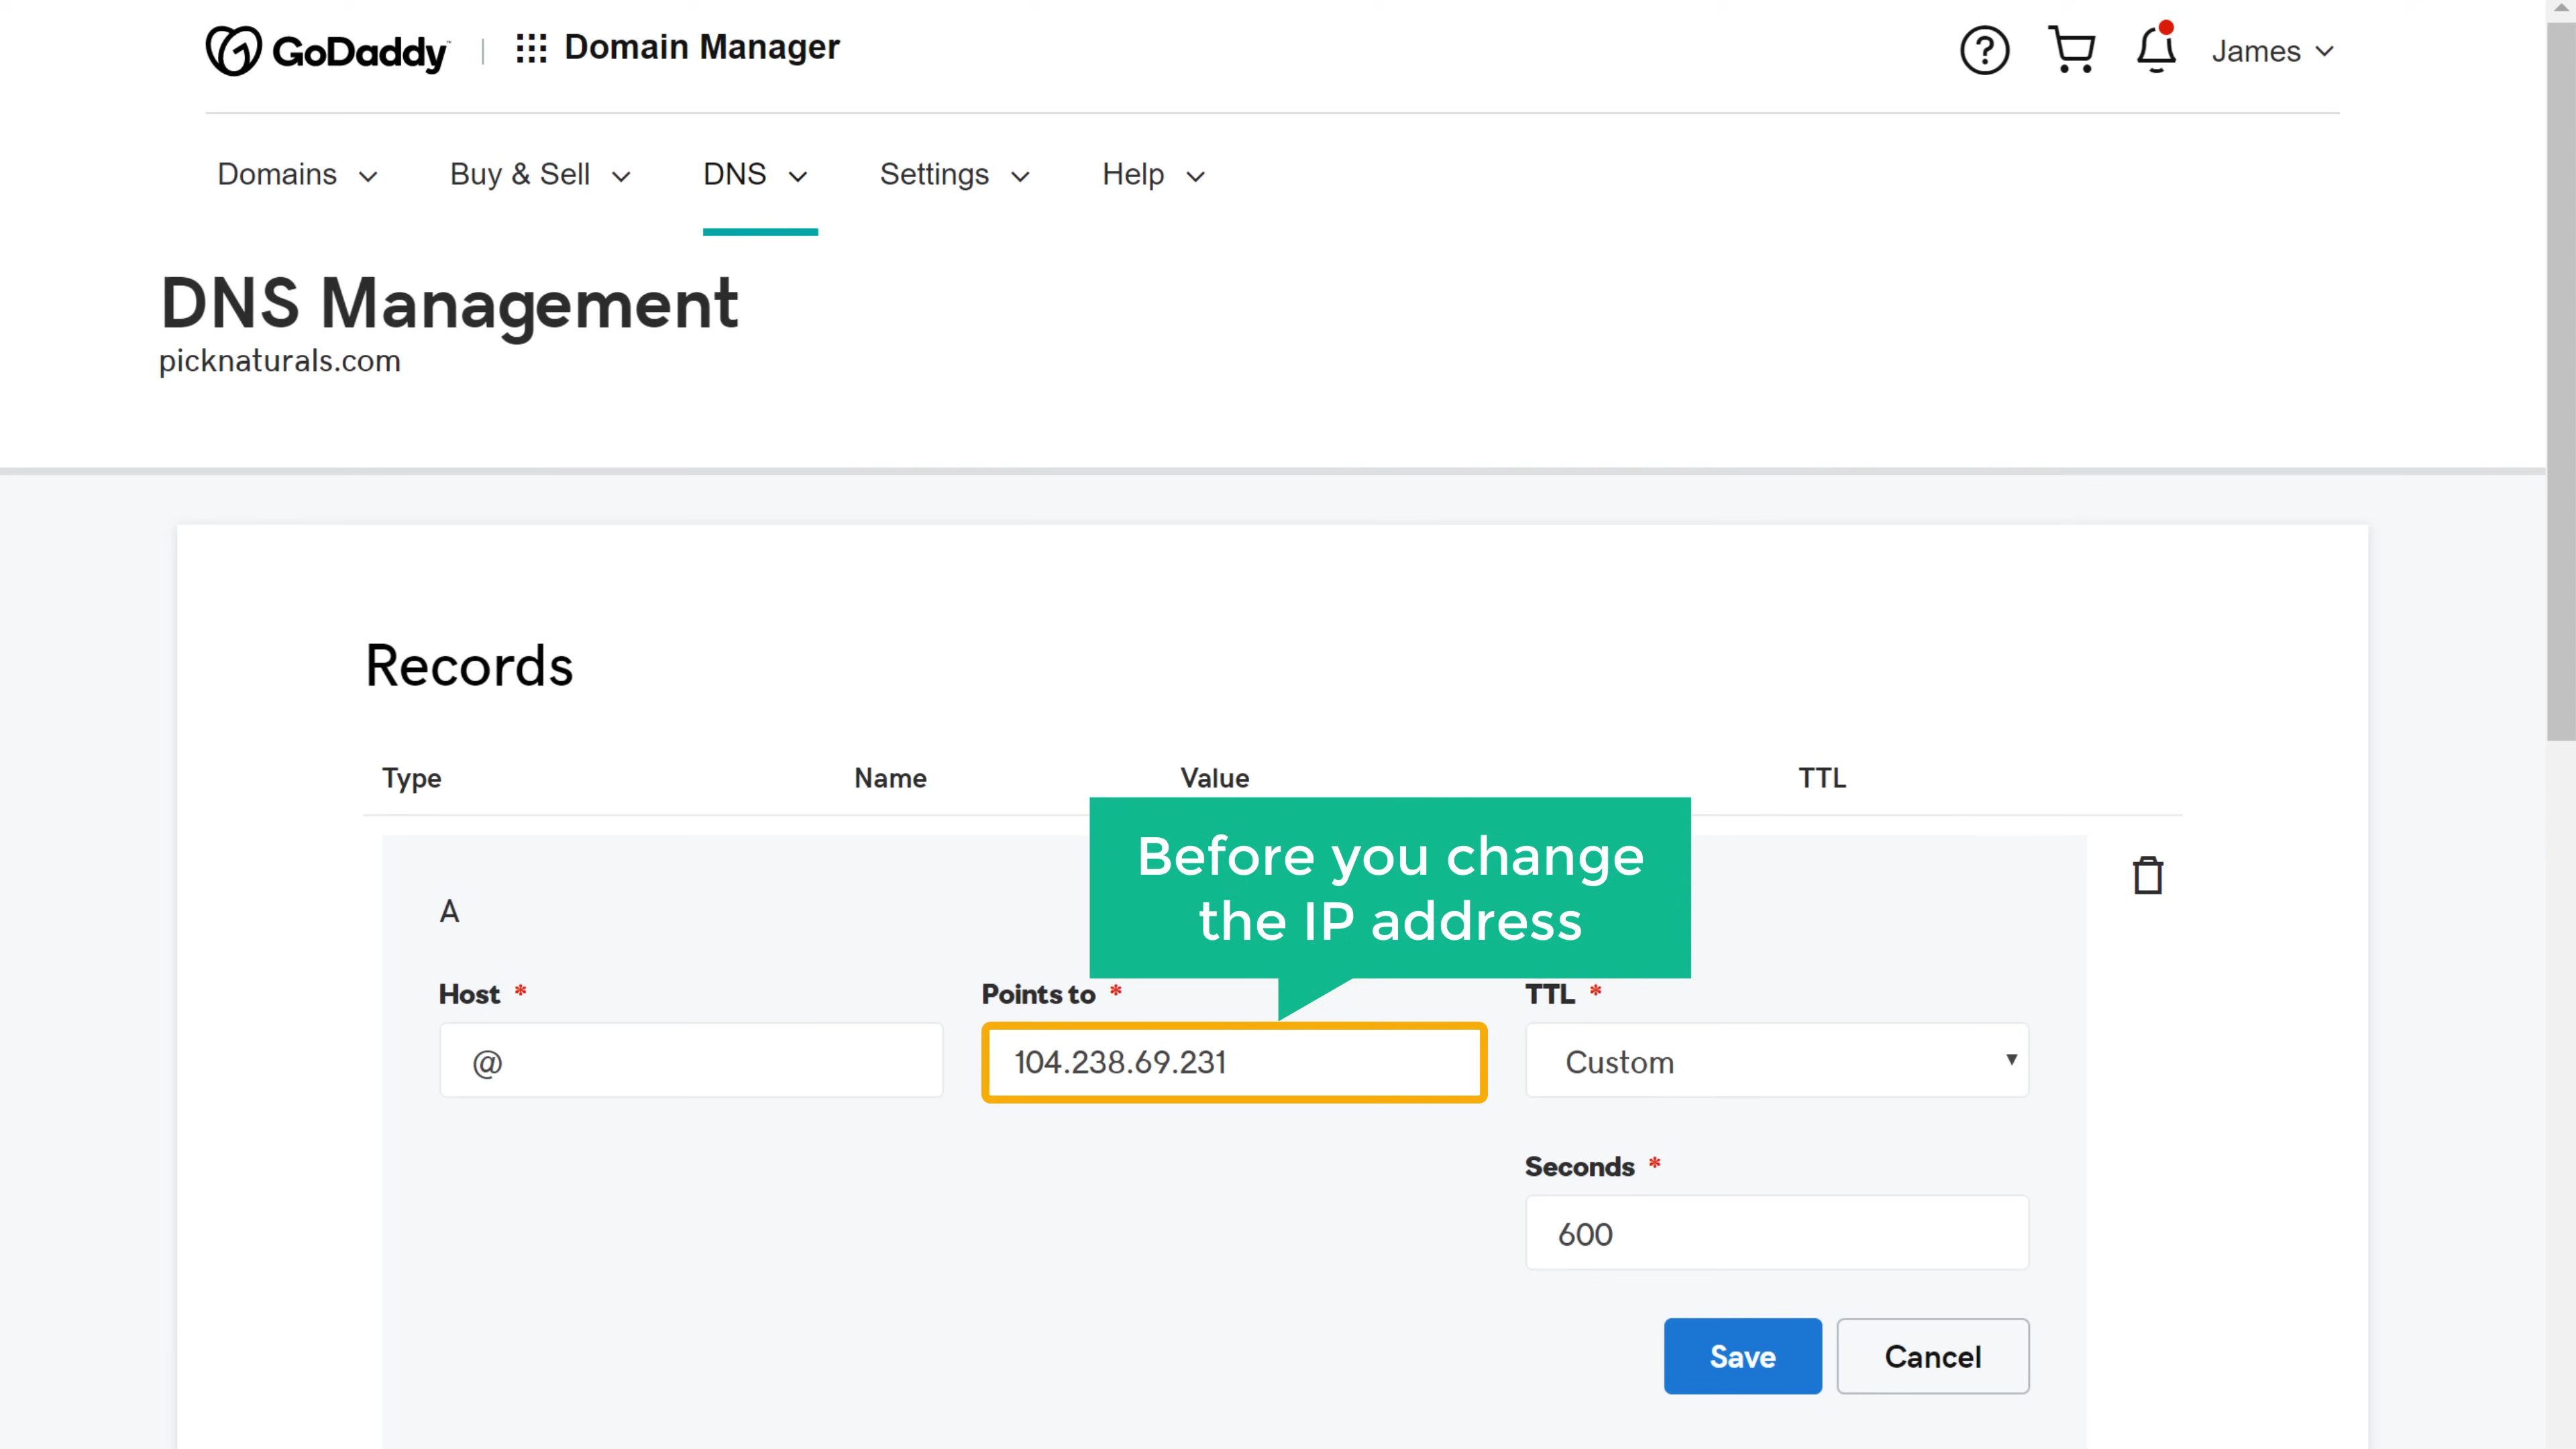 GoDaddy™ | Domain Manager James
Domains Buy & Sell DNS Settings Help
DNS Management
picknaturals.com
Records
Type Name Value TTL
Before you change
the IP address
A
Host * Points to * TTL *
@ 104.238.69.231 Custom
Seconds *
600
Save Cancel